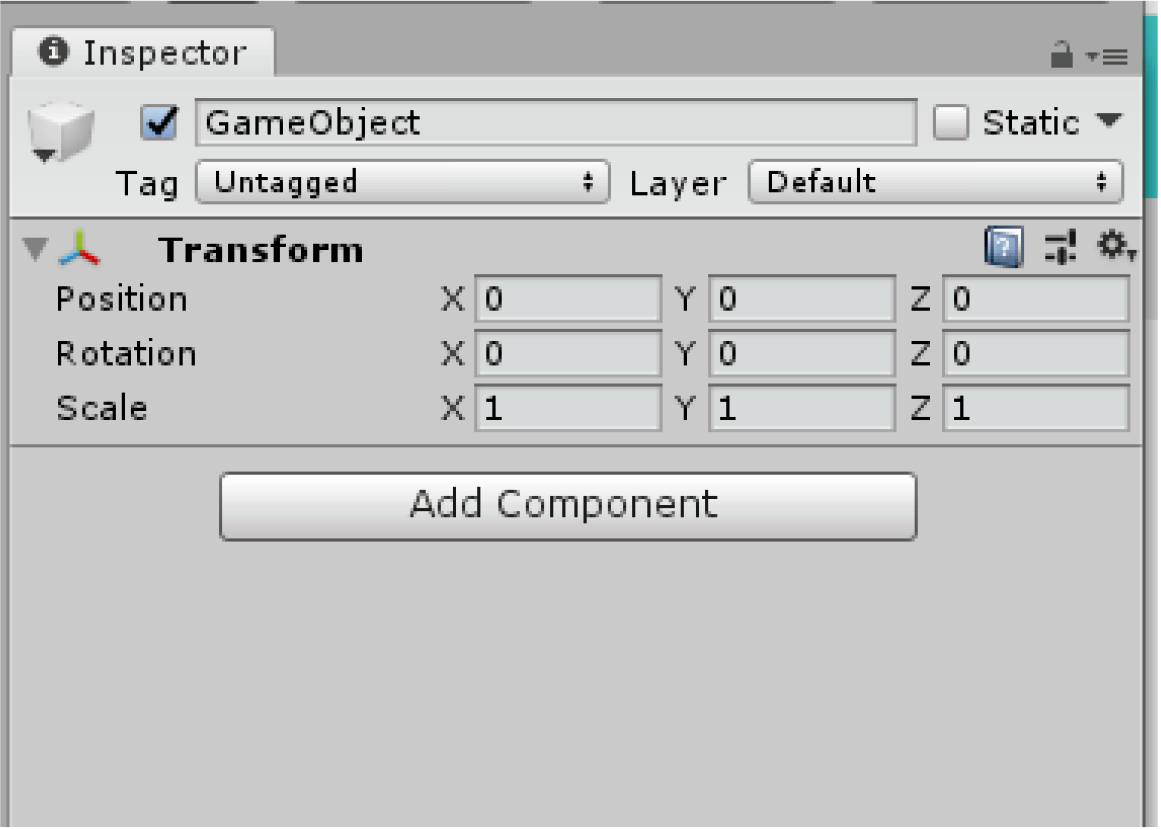 Inspector
GameObject Static
Tag Untagged Layer Default
Transform
Position X 0 Y 0 Z 0
Rotation X 0 Y 0 Z 0
Scale X 1 Y 1 Z 1
Add Component